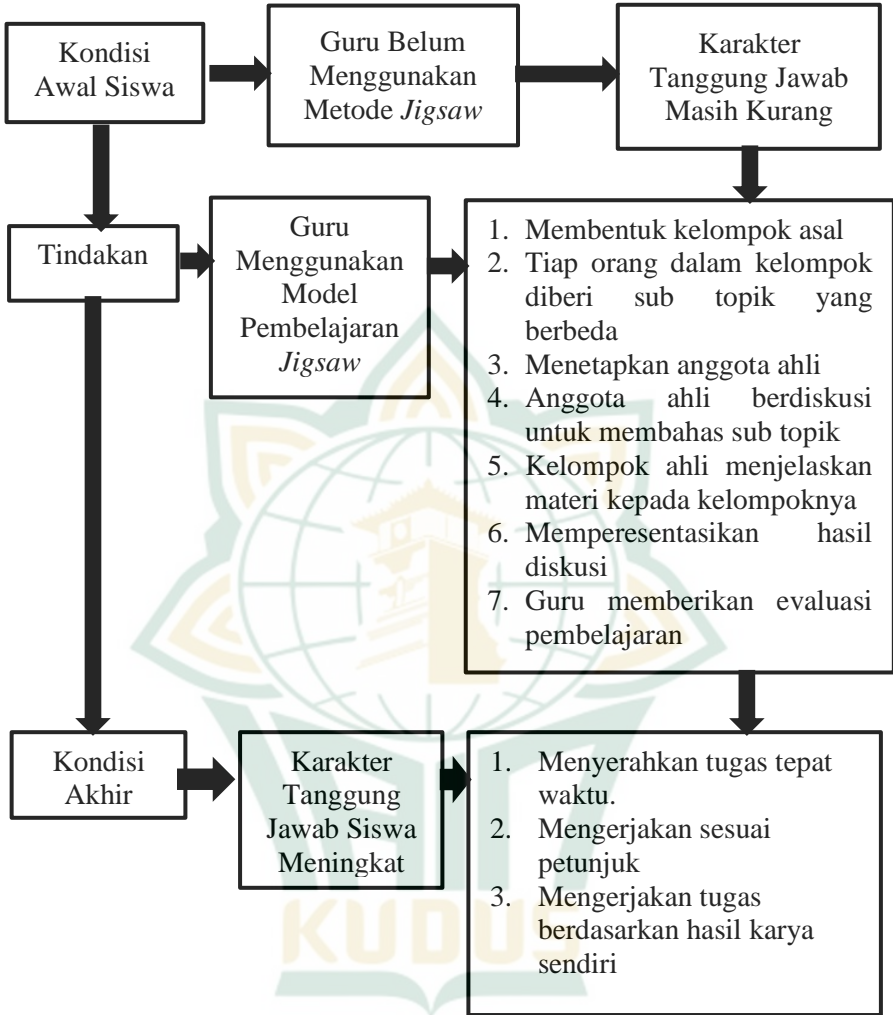 Kondisi
Awal Siswa
Guru Belum
Menggunakan
Metode Jigsaw
Karakter
Tanggung Jawab
Masih Kurang
Tindakan
Guru
Menggunakan
Model
Pembelajaran
Jigsaw
1. Membentuk kelompok asal
2. Tiap orang dalam kelompok
diberi sub topik yang
berbeda
3. Menetapkan anggota ahli
4. Anggota ahli berdiskusi
untuk membahas sub topik
5. Kelompok ahli menjelaskan
materi kepada kelompoknya
6. Memperesentasikan hasil
diskusi
7. Guru memberikan evaluasi
pembelajaran
Kondisi
Akhir
Karakter
Tanggung
Jawab Siswa
Meningkat
1. Menyerahkan tugas tepat
waktu.
2. Mengerjakan sesuai
petunjuk
3. Mengerjakan tugas
berdasarkan hasil karya
sendiri
KUDUS